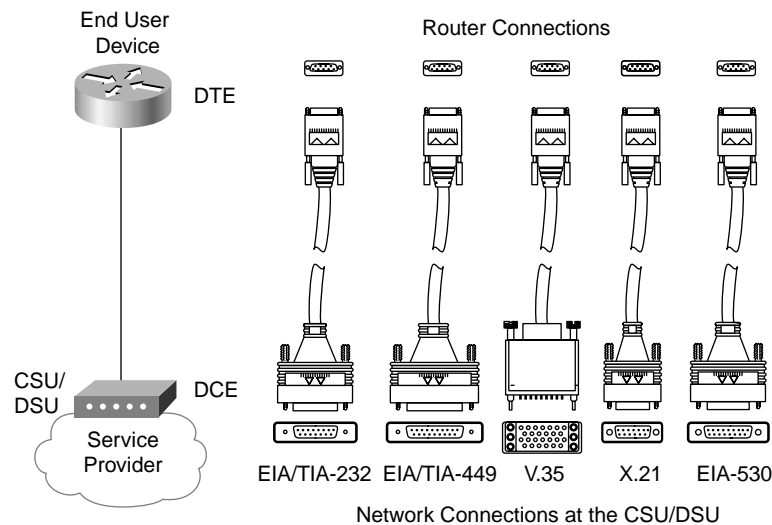 End User
Device
Router Connections
DTE
CSU/
DSU
DCE
Service
Provider
EIA/TIA-232 EIA/TIA-449 V.35 X.21 EIA-530
Network Connections at the CSU/DSU